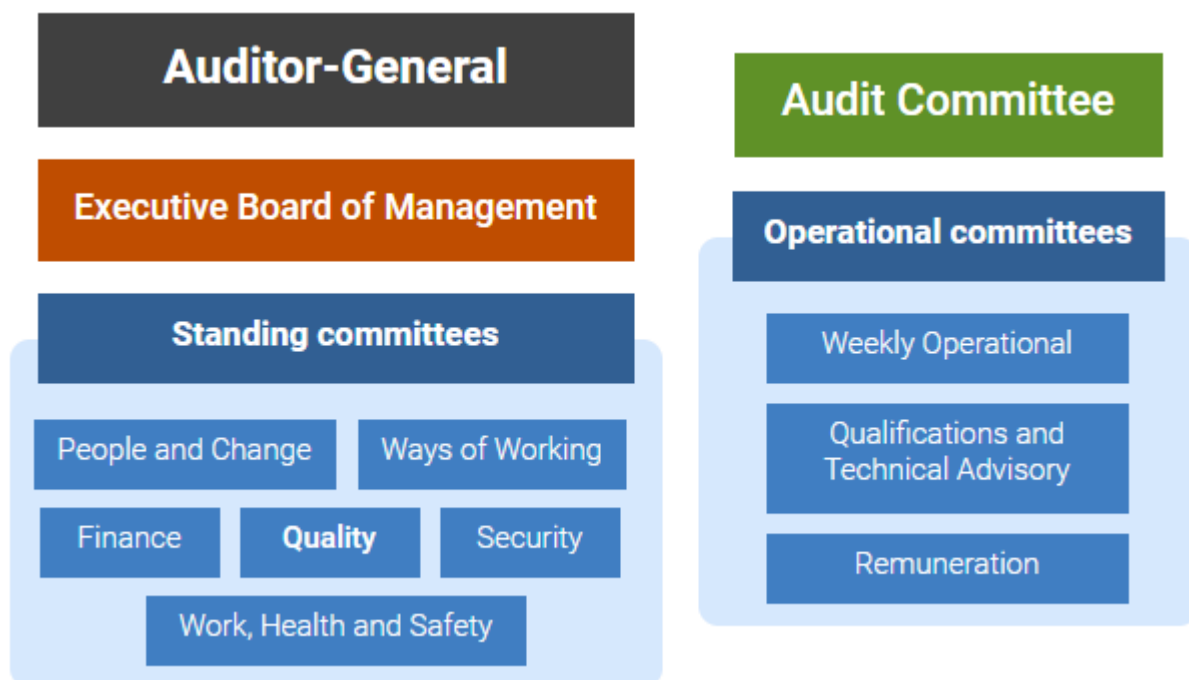 Auditor-General
Executive Board of Management
Standing committees
People and Change
Ways of Working
Finance
Quality
Security
Work, Health and Safety
Audit Committee
Operational committees
Weekly Operational
Qualifications and
Technical Advisory
Remuneration